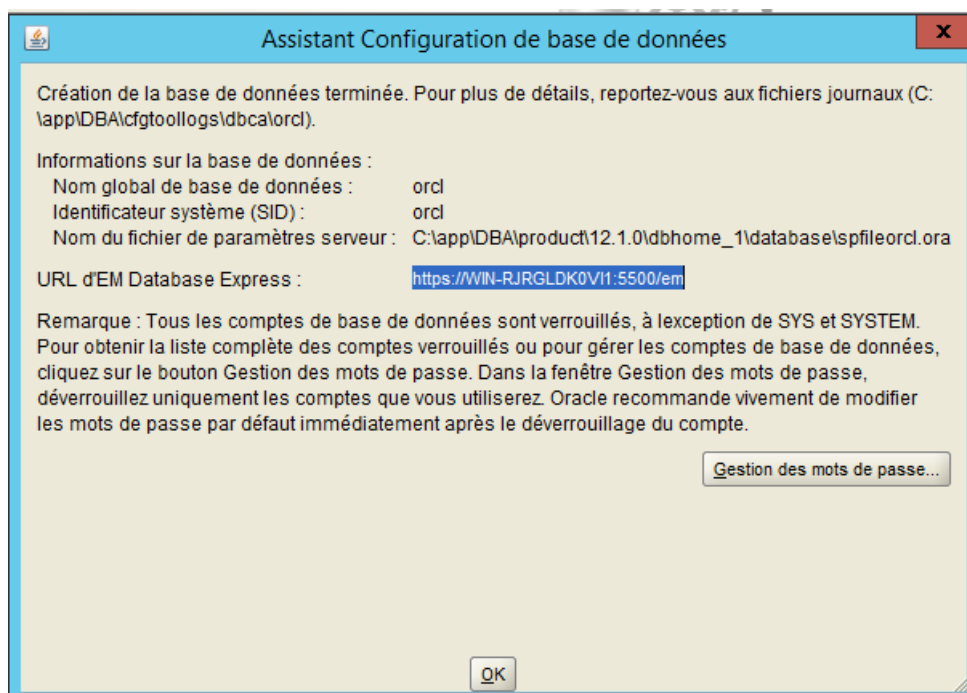 Assistant Configuration de base de données
x
Création de la base de données terminée. Pour plus de détails, reportez-vous aux fichiers journaux (C:
\app\DBA\cfgtoollogs\dbca\orcl).
Informations sur la base de données :
Nom global de base de données : orcl
Identificateur système (SID) : orcl
Nom du fichier de paramètres serveur : C:\app\DBA\product\12.1.0\dbhome_1\database\spfileorcl.ora
URL d'EM Database Express : https://WIN-RJRGLDK0VI1:5500/em
Remarque : Tous les comptes de base de données sont verrouillés, à lexception de SYS et SYSTEM.
Pour obtenir la liste complète des comptes verrouillés ou pour gérer les comptes de base de données,
cliquez sur le bouton Gestion des mots de passe. Dans la fenêtre Gestion des mots de passe,
déverrouillez uniquement les comptes que vous utiliserez. Oracle recommande vivement de modifier
les mots de passe par défaut immédiatement après le déverrouillage du compte.
Gestion des mots de passe...
OK